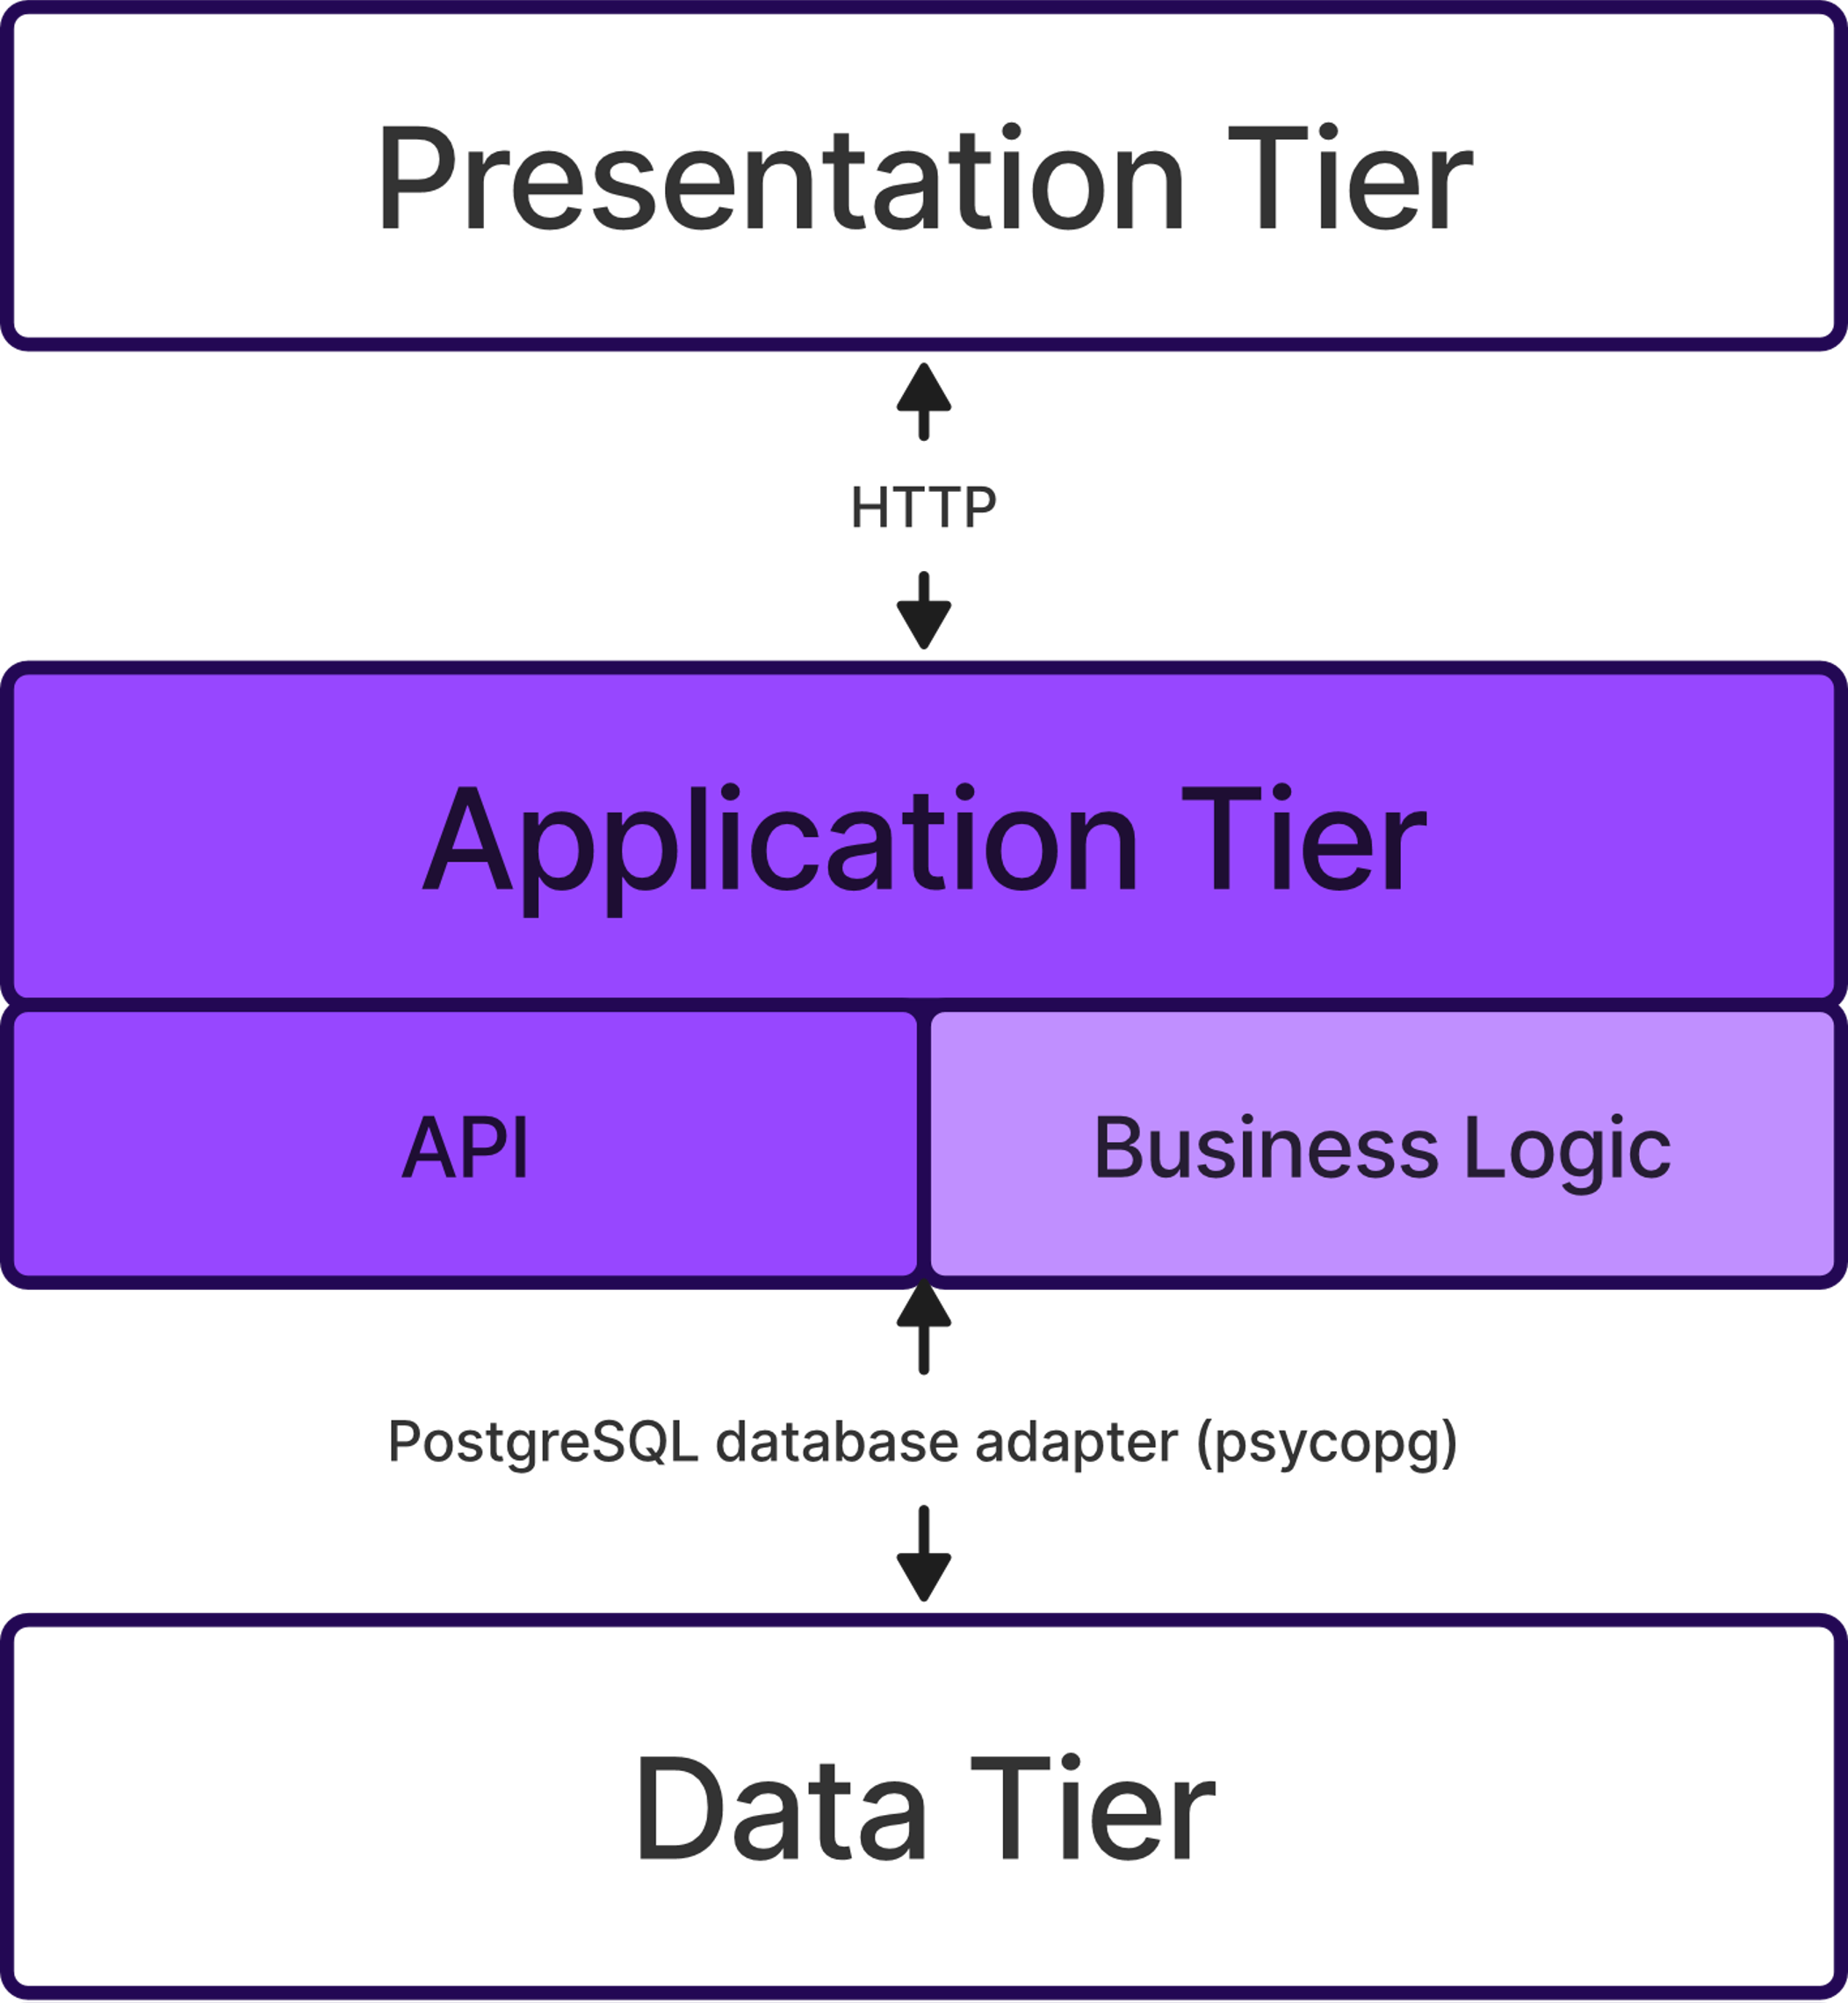 Presentation Tier
HTTP
Application Tier
API
Business Logic
PostgreSQL database adapter (psycopg)
Data Tier